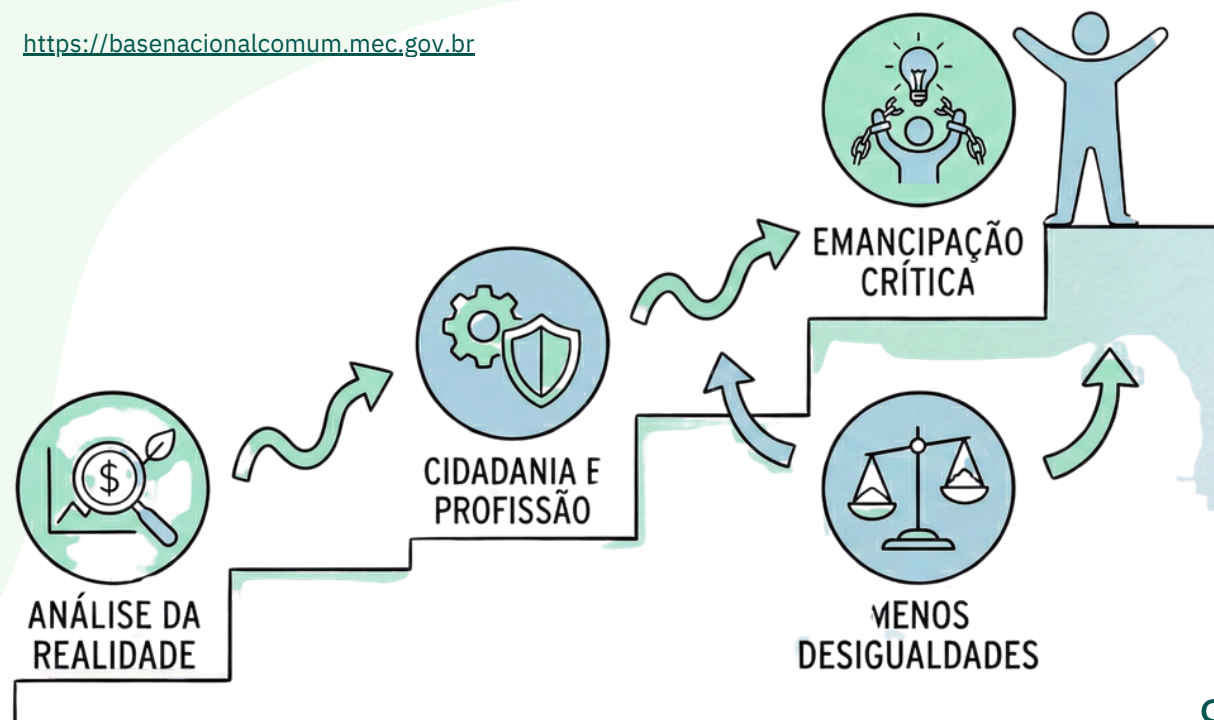 https://basenacionalcomum.mec.gov.br
EMANCIPAÇÃO
CRÍTICA
CIDADANIA E
PROFISSÃO
ANÁLISE DA
REALIDADE
$
MENOS
DESIGUALDADES